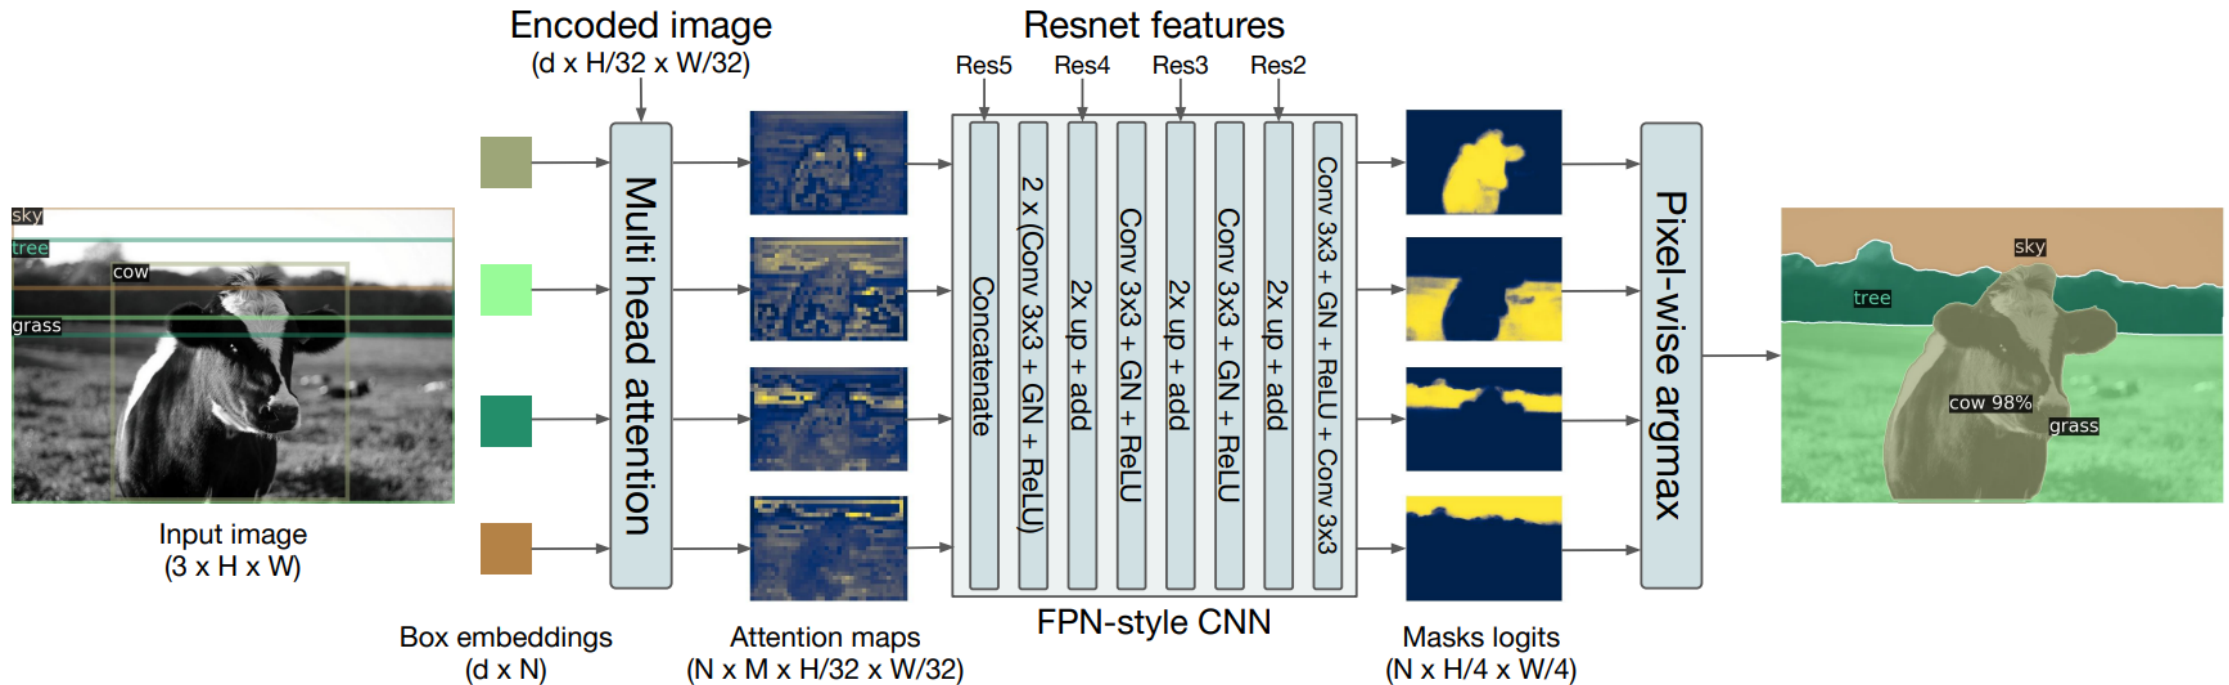 Encoded image
(d x H/32 x W/32)
Resnet features
Res5
Res4
Res3
Res2
sky
tree
cow
grass
Input image
(3 x H x W)
Box embeddings
(d x N)
Multi head attention
Attention maps
(N x M x H/32 x W/32)
Concatenate
2 x (Conv 3x3 + GN + ReLU)
2x up + add
Conv 3x3 + GN + ReLU
2x up + add
Conv 3x3 + GN + ReLU
2x up + add
Conv 3x3 + GN + ReLU + Conv 3x3
FPN-style CNN
Masks logits
(N x H/4 x W/4)
Pixel-wise argmax
sky
tree
cow 98%
grass